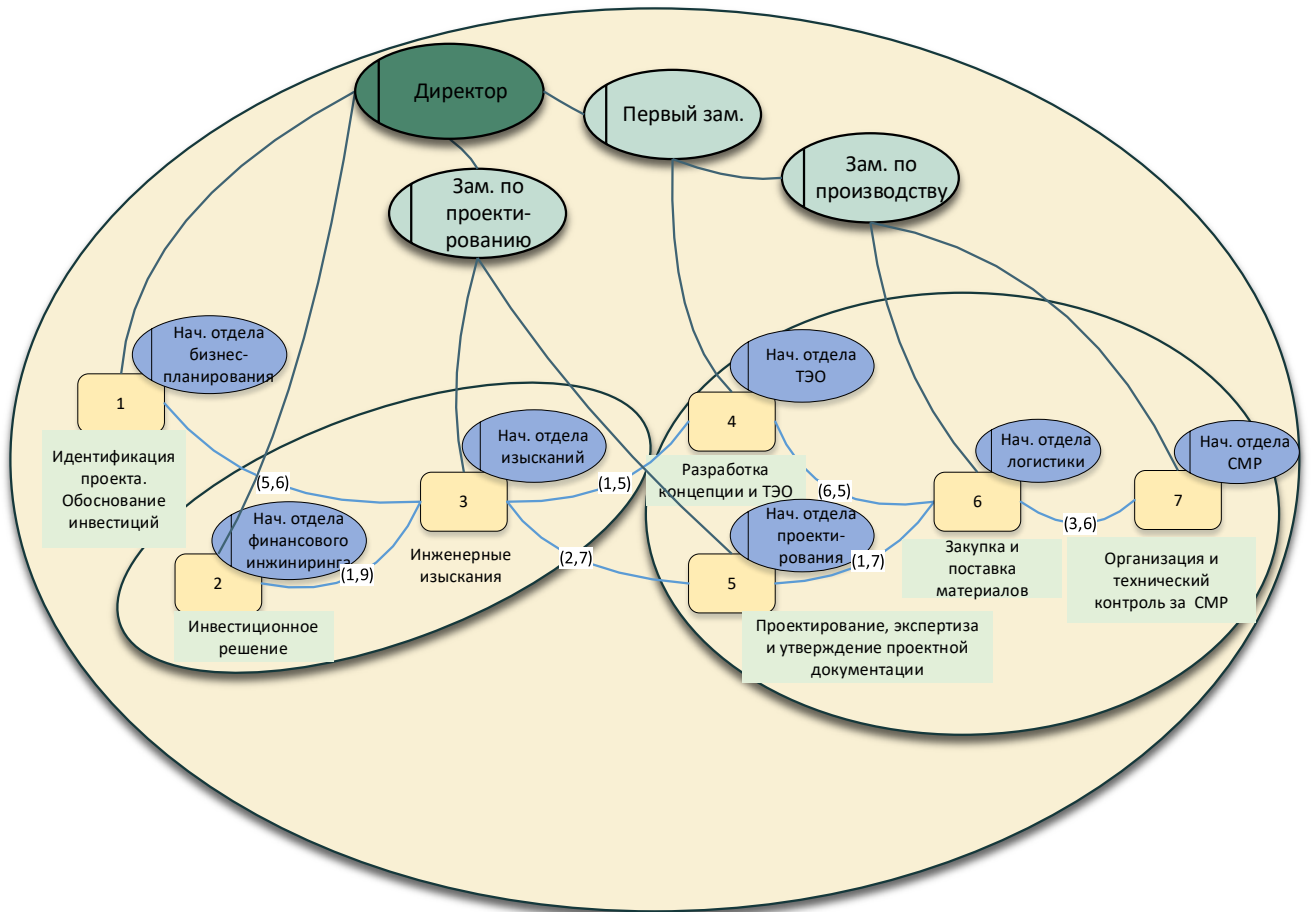 Директор
Первый зам.
Зам. по
проекти-
рованию
Зам. по
производству
Нач. отдела
бизнес-
планирования
1
Идентификация
проекта.
Обоснование
инвестиций
(5,6)
Нач. отдела
финансового
инжиниринга
2
(1,9)
Инвестиционное
решение
Нач. отдела
изысканий
3
Инженерные
изыскания
(1,5)
(2,7)
Нач. отдела
ТЭО
4
Разработка
концепции и ТЭО
(6,5)
Нач. отдела
проекти-
рования
5
(1,7)
Проектирование, экспертиза
и утверждение проектной
документации
Нач. отдела
логистики
6
Закупка и
поставка
материалов
(3,6)
Нач. отдела
СМР
7
Организация и
технический
контроль за СМР